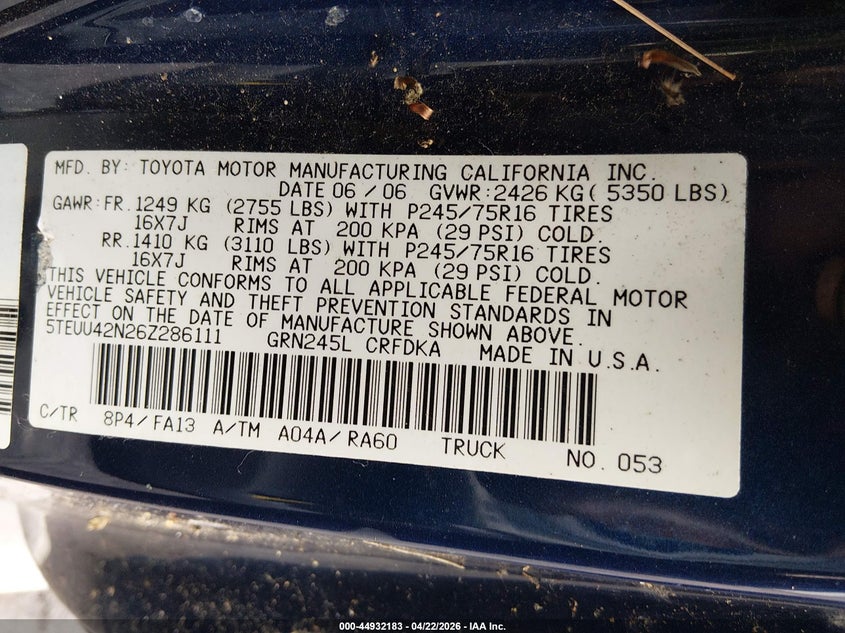 MFD. BY: TOYOTA MOTOR MANUFACTURING CALIFORNIA INC.
DATE 06/06 GVWR:2426 KG( 5350 LBS)
GAWR:FR.1249 KG (2755 LBS) WITH P245/75R16 TIRES
16X7J RIMS AT 200 KPA (29 PSI) COLD.
RR.1410 KG (3110 LBS) WITH P245/75R16 TIRES
16X7J RIMS AT 200 KPA (29 PSI) COLD.
THIS VEHICLE CONFORMS TO ALL APPLICABLE FEDERAL MOTOR
VEHICLE SAFETY AND THEFT PREVENTION STANDARDS IN
EFFECT ON THE DATE OF MANUFACTURE SHOWN ABOVE.
5TEUU42N26Z286111 GRN245L CRFDKA MADE IN U.S.A.
C/TR 8P4/FA13 A/TM A04A/RA60 TRUCK NO. 053
000-44932183 - 04/22/2026 - IAA Inc.